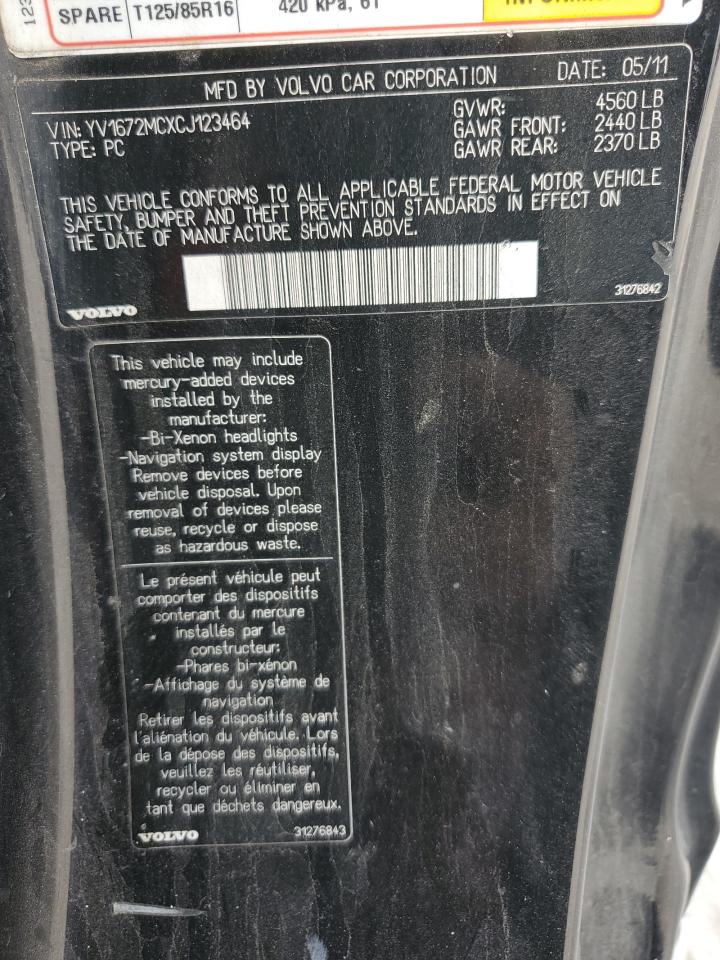 123
SPARE T125/85R16 420 kPa, 61
MFD BY VOLVO CAR CORPORATION DATE: 05/11
VIN: YV1672MCXCJ123464 GVWR: 4560 LB
TYPE: PC GAWR FRONT: 2440 LB
GAWR REAR: 2370 LB
THIS VEHICLE CONFORMS TO ALL APPLICABLE FEDERAL MOTOR VEHICLE
SAFETY, BUMPER AND THEFT PREVENTION STANDARDS IN EFFECT ON
THE DATE OF MANUFACTURE SHOWN ABOVE.
VOLVO 31276842
This vehicle may include
mercury-added devices
installed by the
manufacturer:
-Bi-Xenon headlights
-Navigation system display
Remove devices before
vehicle disposal. Upon
removal of devices please
reuse, recycle or dispose
as hazardous waste.
Le présent véhicule peut
comporter des dispositifs
contenant du mercure
installés par le
constructeur:
-Phares bi-xénon
-Affichage du système de
navigation
Retirer les dispositifs avant
l'aliénation du véhicule. Lors
de la dépose des dispositifs,
veuillez les réutiliser,
recycler ou éliminer en
tant que déchets dangereux.
VOLVO 31276843